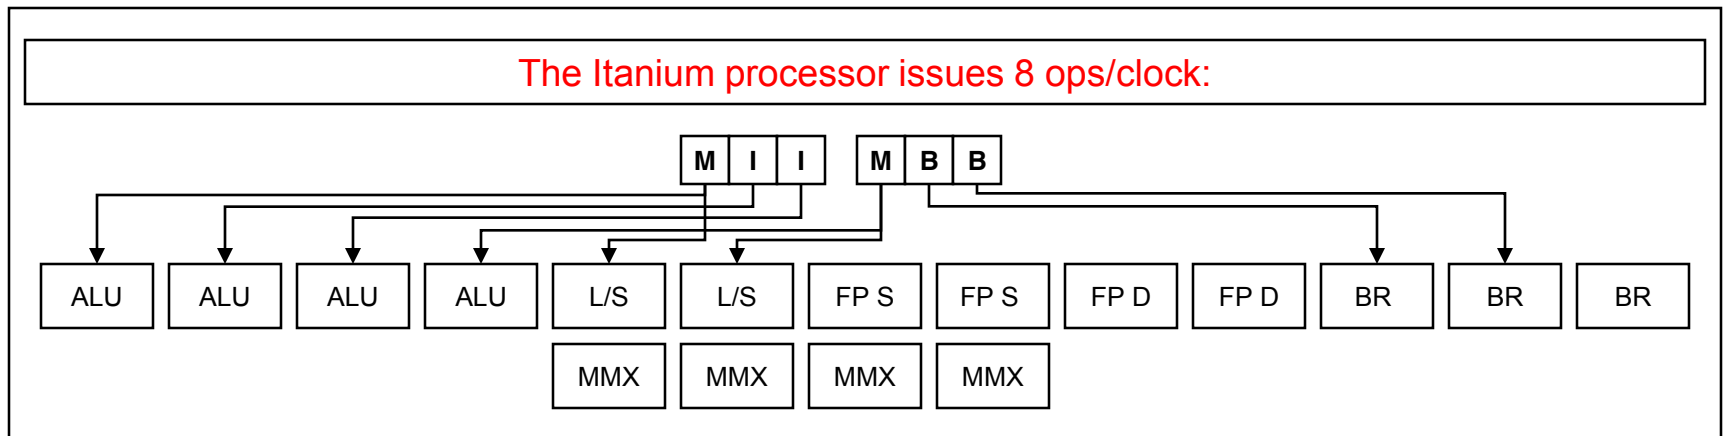 The Itanium processor issues 8 ops/clock:
M I I M B B
ALU ALU ALU ALU L/S L/S FP S FP S FP D FP D BR BR BR
MMX MMX MMX MMX